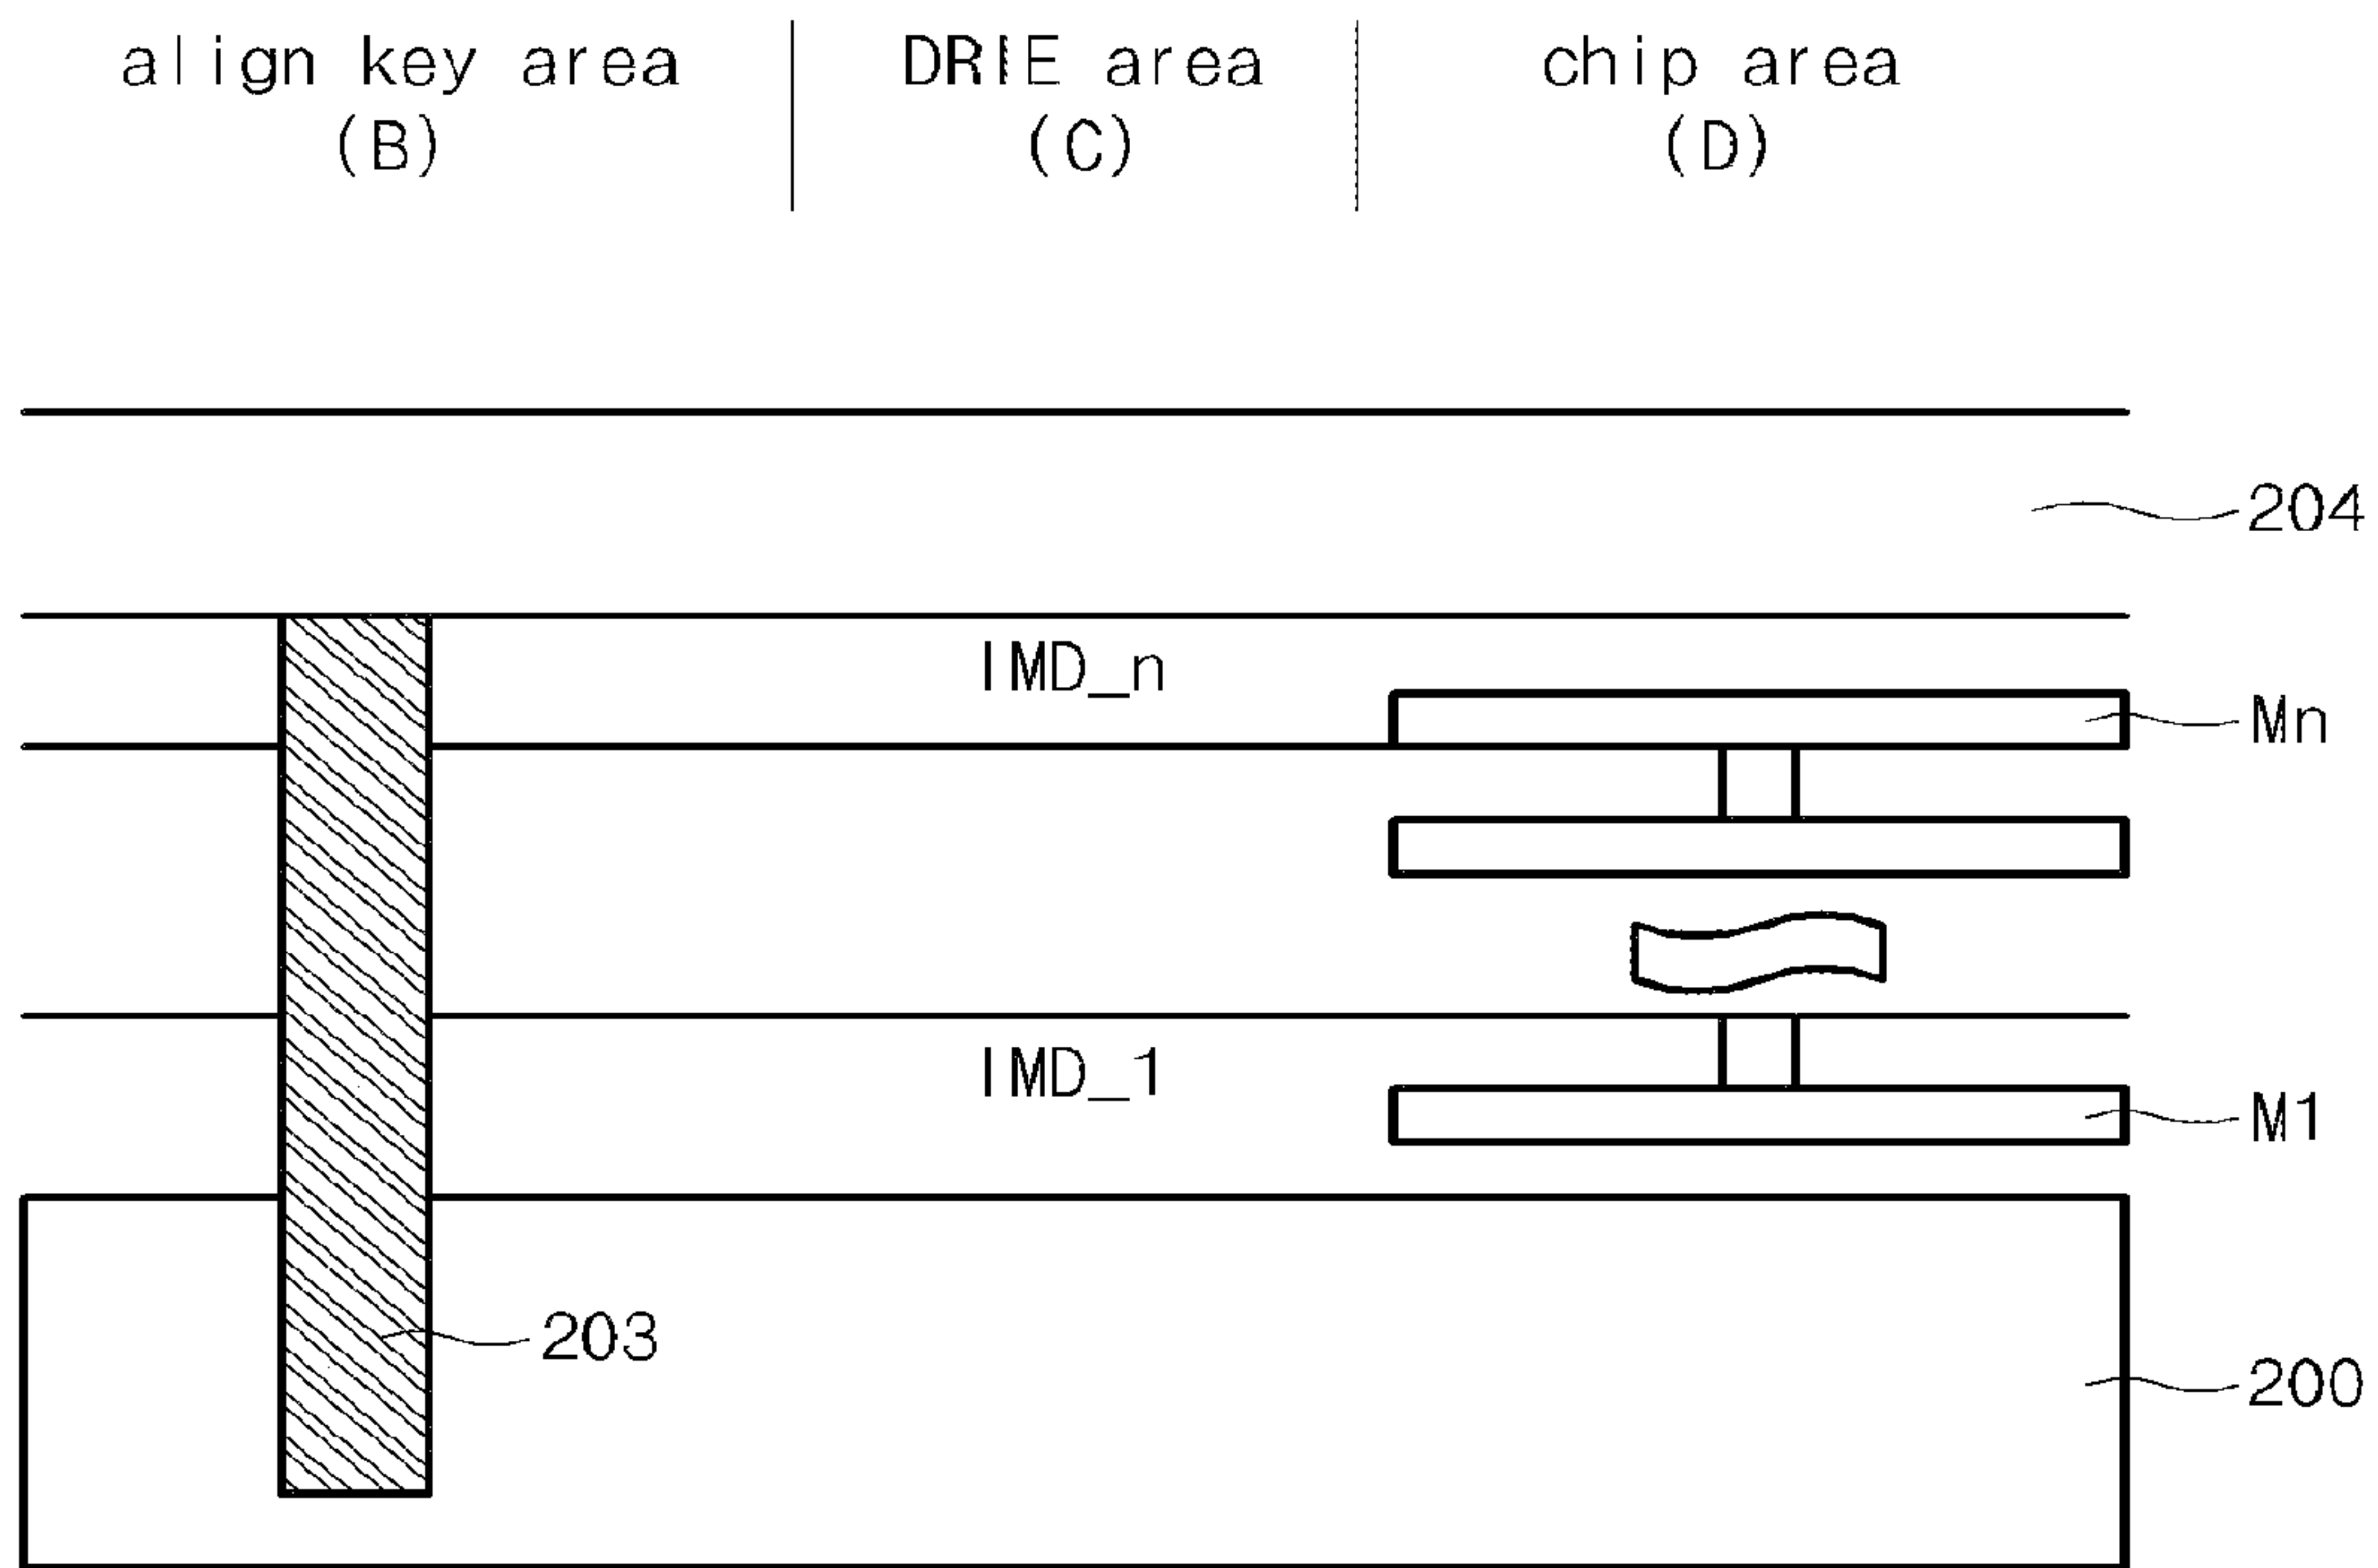 align key area
(B)
DRIE area
(C)
chip area
(D)
204
IMD_n
Mn
IMD_1
M1
203
200